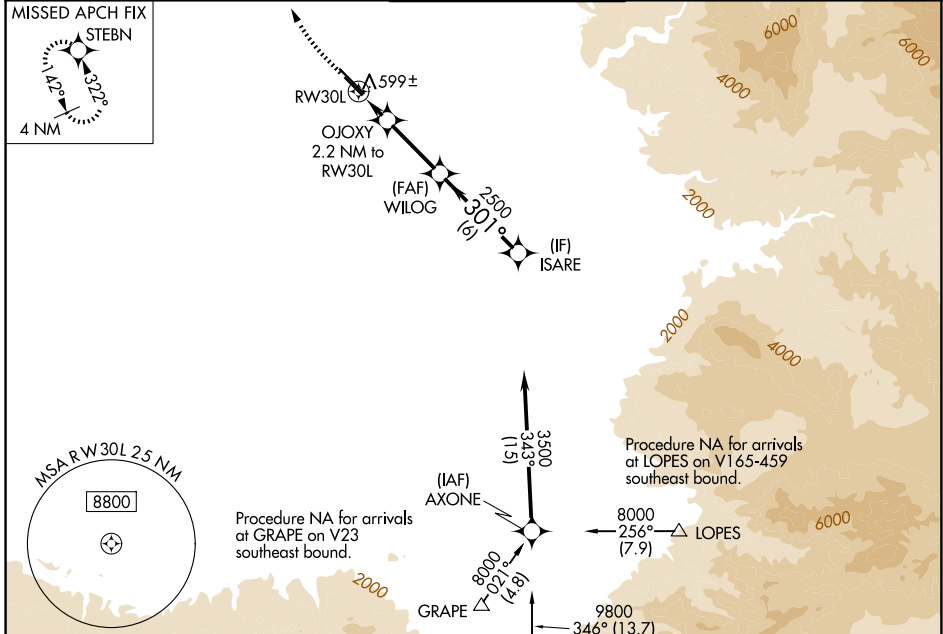 MISSED APCH FIX
STEBN
142°
322°
4 NM
599±
RW30L
OJOXY
2.2 NM to
RW30L
(FAF)
WILOG
2500
301°
(6)
(IF)
ISARE
6000
6000
4000
2000
2000
4000
MSA RW30L 25 NM
8800
Procedure NA for arrivals
at GRAPE on V23
southeast bound.
3500
343°
(15)
(IAF)
AXONE
Procedure NA for arrivals
at LOPES on V165-459
southeast bound.
8000
256°
(7.9)
LOPES
6000
8000
021°
(4.8)
GRAPE
2000
9800
346° (13.7)